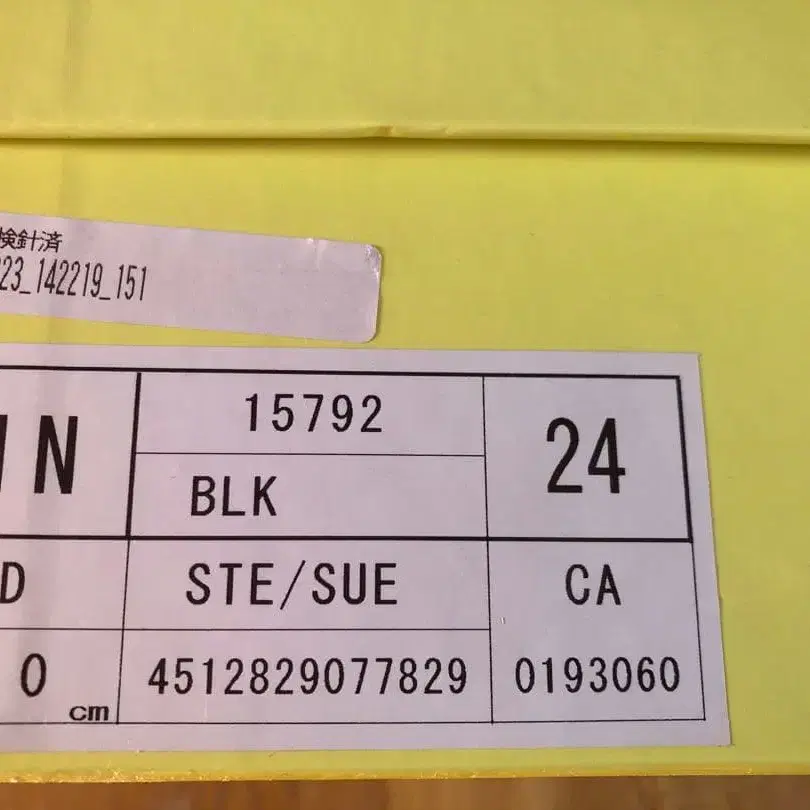 検針済
23_142219_151
IN 15792 24
BLK
D STE/SUE CA
0 cm 4512829077829 0193060